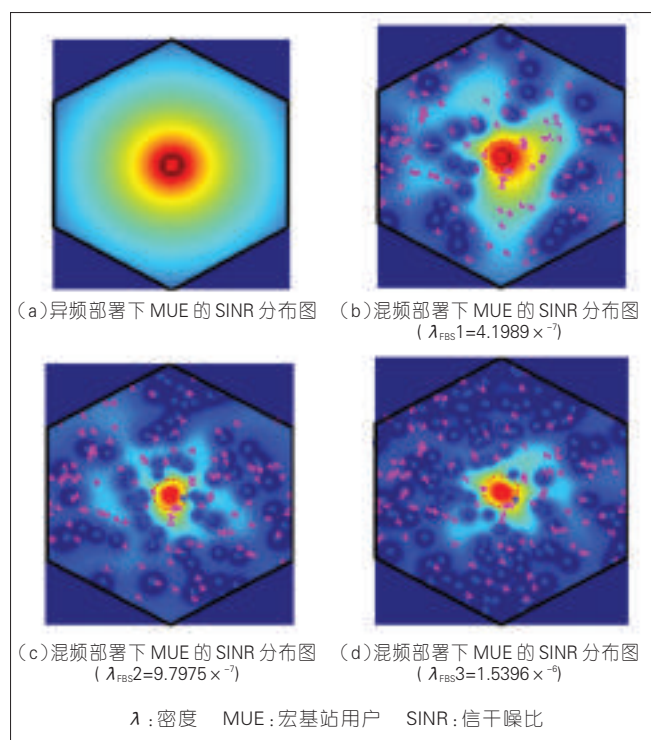 (a)异频部署下 MUE 的 SINR 分布图
(b)混频部署下 MUE 的 SINR 分布图
( λFBS1=4.1989×⁻⁷)
(c)混频部署下 MUE 的 SINR 分布图
( λFBS2=9.7975×⁻⁷)
(d)混频部署下 MUE 的 SINR 分布图
( λFBS3=1.5396×⁻⁶)
λ:密度 MUE:宏基站用户 SINR:信干噪比